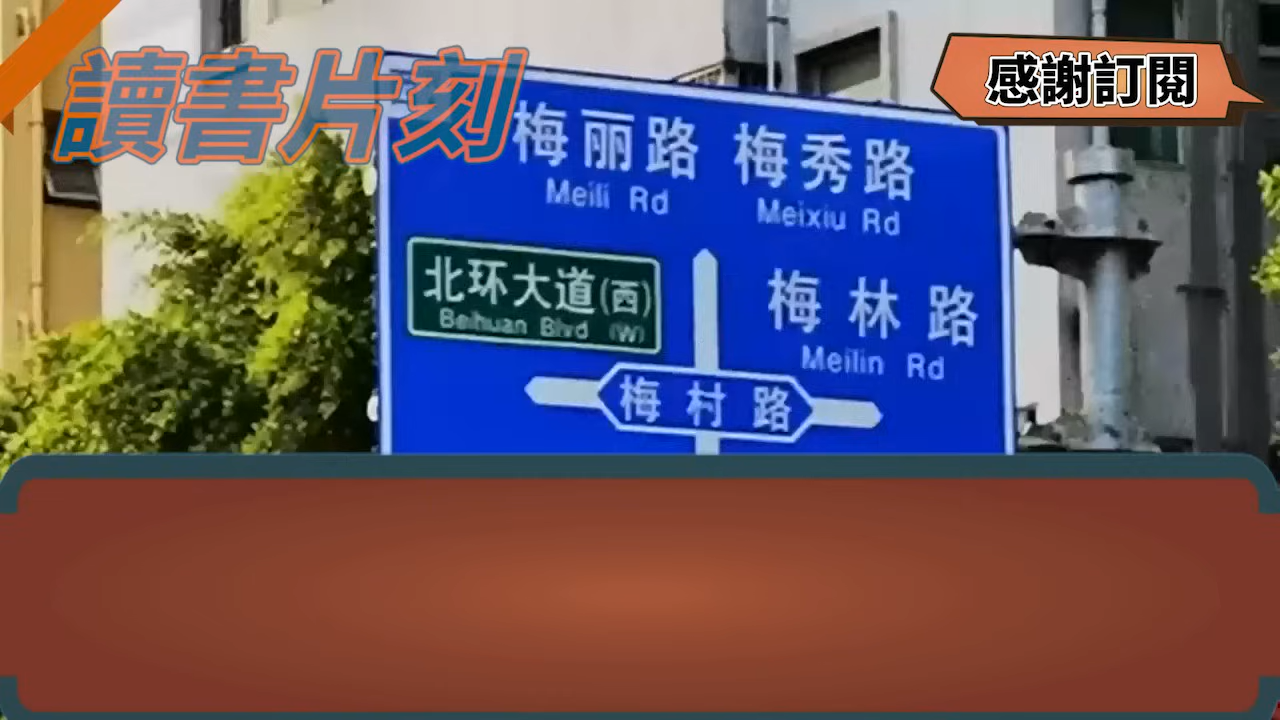 讀書片刻
感謝訂閱
梅丽路 梅秀路
Meili Rd Meixiu Rd
北环大道(西)
Beihuan Blvd (W)
梅林路
Meilin Rd
梅村路